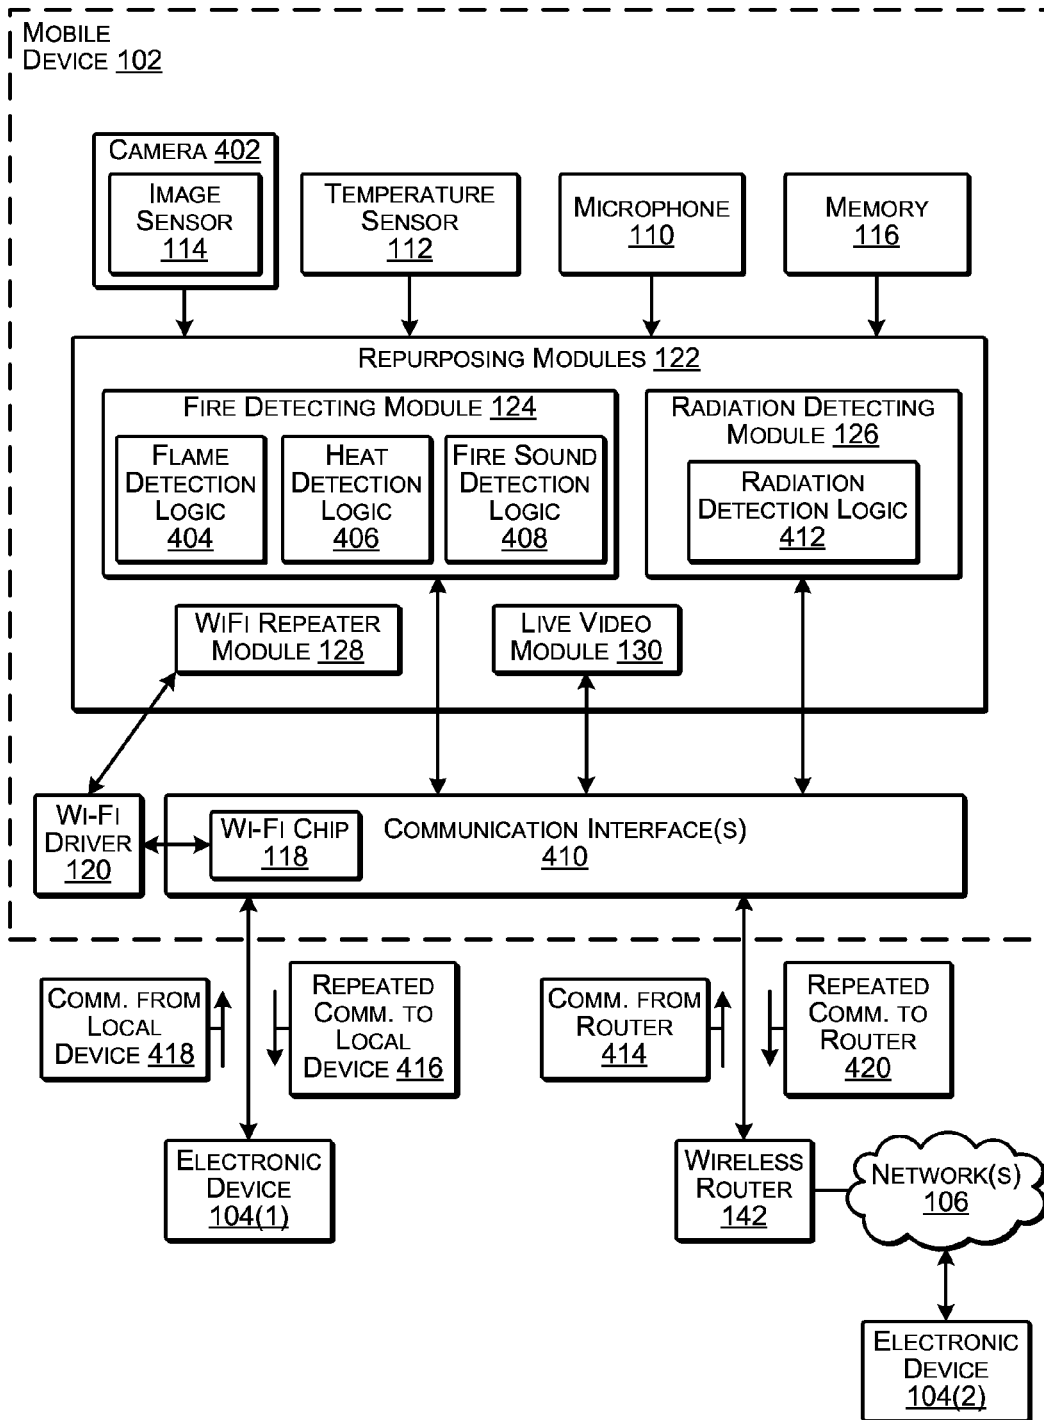 MOBILE
DEVICE 102
CAMERA 402
IMAGE
SENSOR
114
TEMPERATURE
SENSOR
112
MICROPHONE
110
MEMORY
116
REPURPOSING MODULES 122
FIRE DETECTING MODULE 124
FLAME
DETECTION
LOGIC
404
HEAT
DETECTION
LOGIC
406
FIRE SOUND
DETECTION
LOGIC
408
RADIATION DETECTING
MODULE 126
RADIATION
DETECTION LOGIC
412
WIFI REPEATER
MODULE 128
LIVE VIDEO
MODULE 130
WI-FI
DRIVER
120
WI-FI CHIP
118
COMMUNICATION INTERFACE(S)
410
COMM. FROM
LOCAL
DEVICE 418
REPEATED
COMM. TO
LOCAL
DEVICE 416
COMM. FROM
ROUTER
414
REPEATED
COMM. TO
ROUTER
420
ELECTRONIC
DEVICE
104(1)
WIRELESS
ROUTER
142
NETWORK(S)
106
ELECTRONIC
DEVICE
104(2)